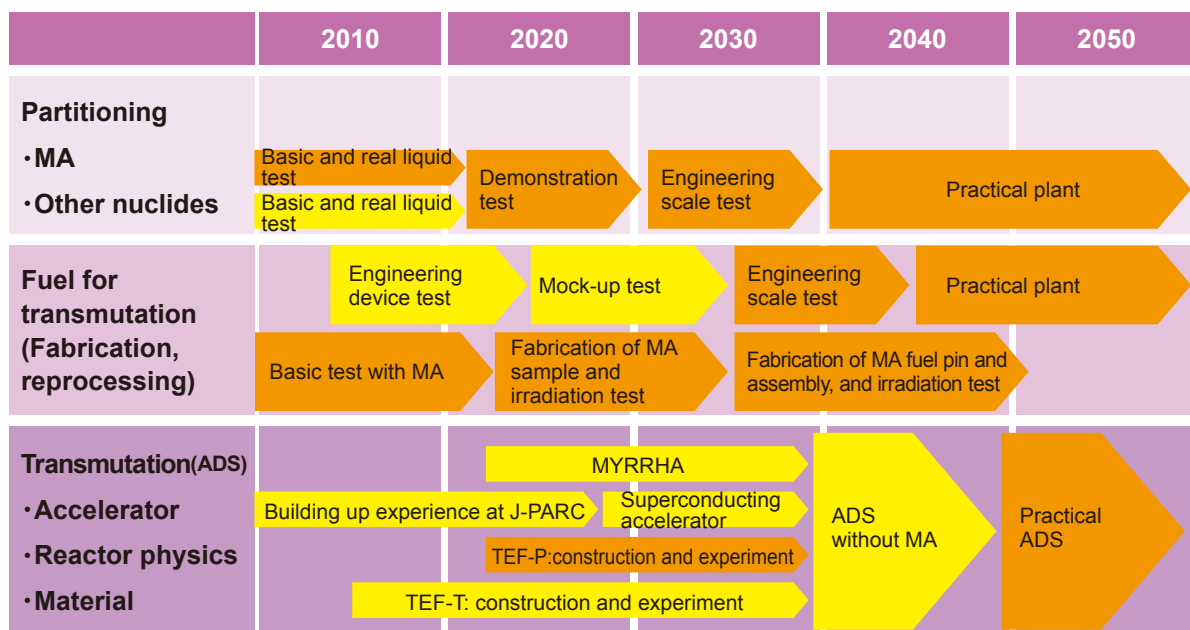 2010 2020 2030 2040 2050
Partitioning
・MA
・Other nuclides
Basic and real liquid
test
Basic and real liquid
test
Demonstration
test
Engineering
scale test
Practical plant
Fuel for
transmutation
(Fabrication,
reprocessing)
Engineering
device test
Mock-up test
Engineering
scale test
Practical plant
Basic test with MA
Fabrication of MA
sample and
irradiation test
Fabrication of MA fuel pin and
assembly, and irradiation test
Transmutation(ADS)
・Accelerator
・Reactor physics
・Material
MYRRHA
Building up experience at J-PARC
Superconducting
accelerator
TEF-P:construction and experiment
TEF-T: construction and experiment
ADS
without MA
Practical
ADS